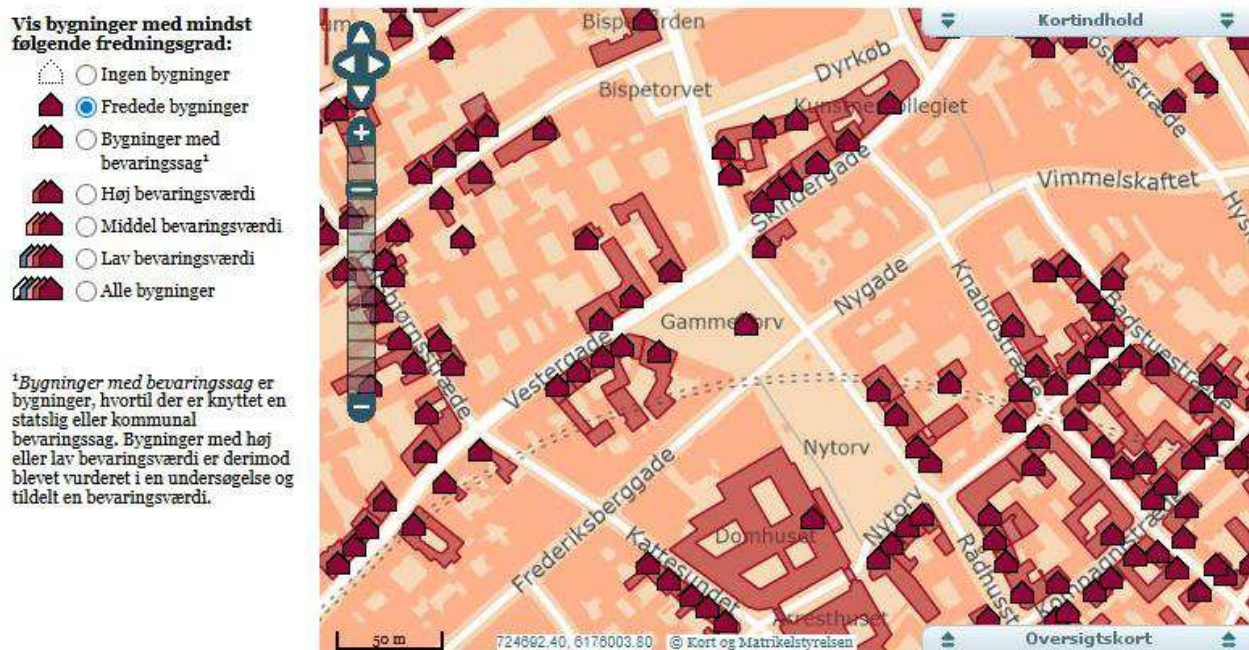 Vis bygninger med mindst
følgende fredningsgrad:
Ingen bygninger
Fredede bygninger
Bygninger med
bevaringssag¹
Høj bevaringsværdi
Middel bevaringsværdi
Lav bevaringsværdi
Alle bygninger
¹Bygninger med bevaringssag er
bygninger, hvortil der er knyttet en
statslig eller kommunal
bevaringssag. Bygninger med høj
eller lav bevaringsværdi er derimod
blevet vurderet i en undersøgelse og
tildelt en bevaringsværdi.
Kortindhold
Dyrkøb
Bispetorvet
Vimmelskaftet
Skindergade
Nygade
Knabrostræde
Badstuestræde
Vestergade
Nytorv
Frederiksberggade
Nytorv
Domhuset
Kattesundet
Arresthuset
50 m
724692.40, 6176003.80
© Kort og Matrikelstyrelsen
Oversigtskort